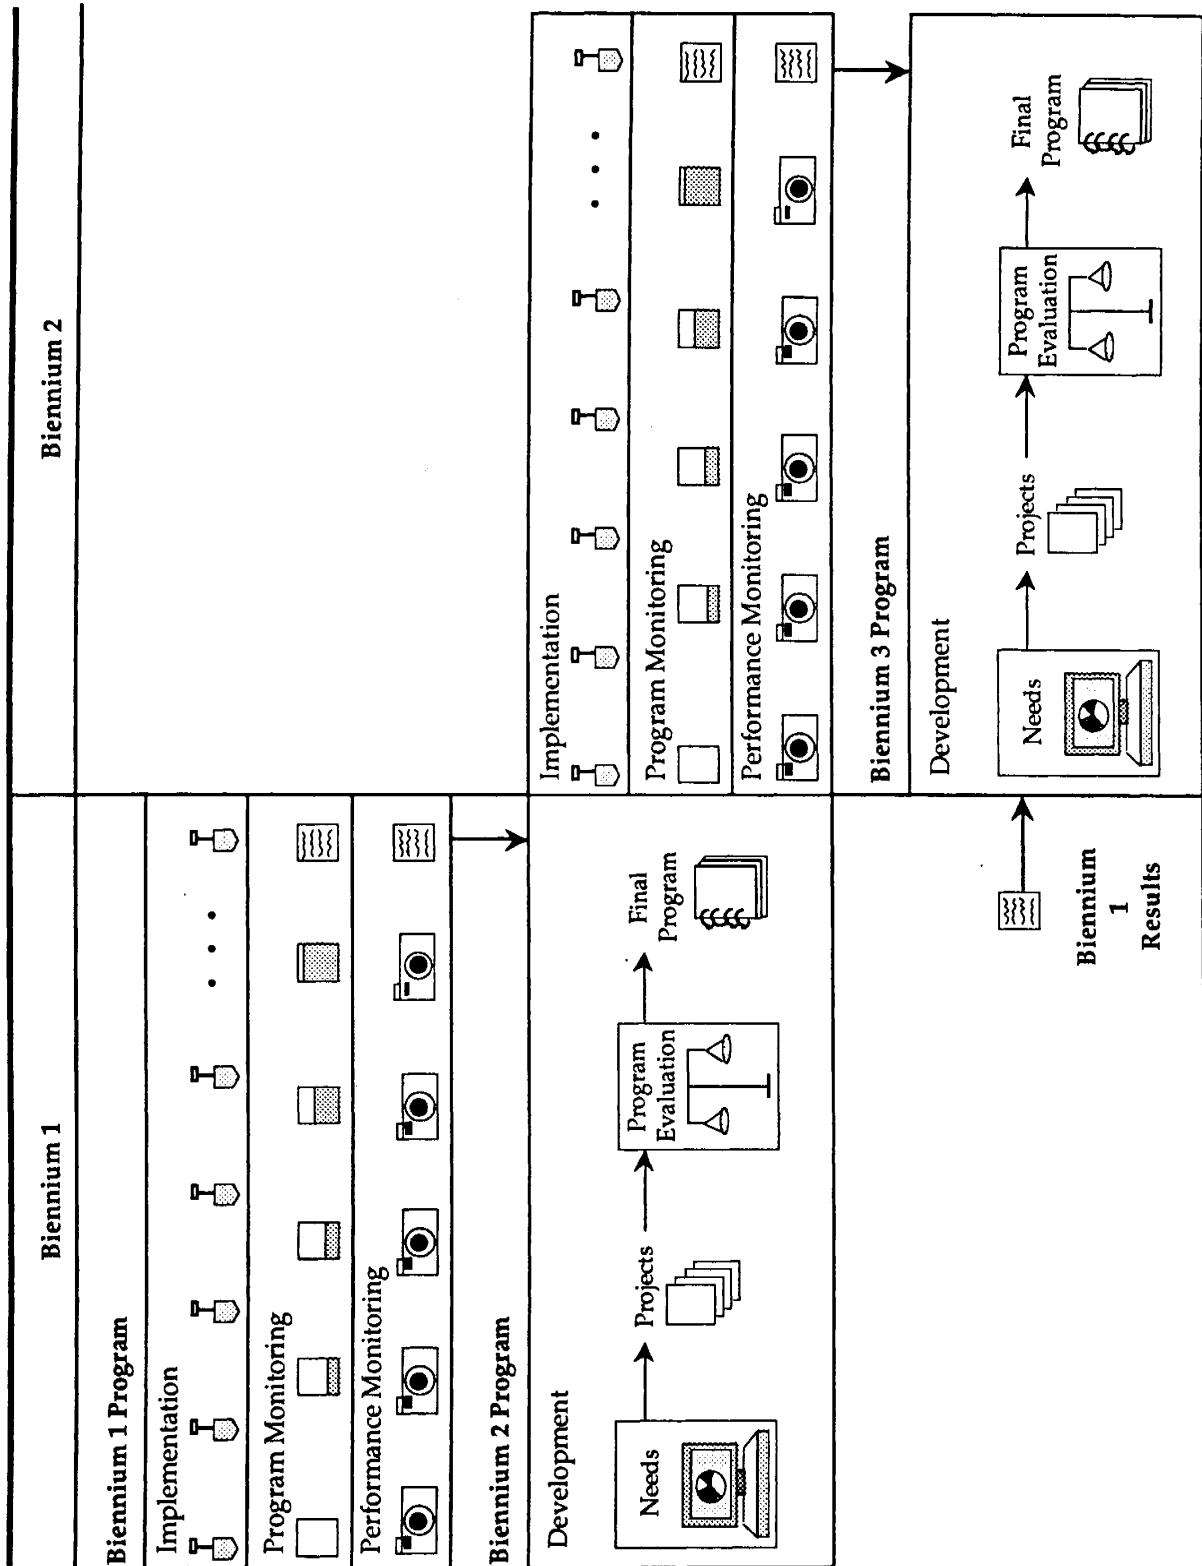 Biennium 1
Biennium 2
Biennium 1 Program
Implementation
Program Monitoring
Performance Monitoring
Biennium 2 Program
Development
Needs
Projects
Program
Evaluation
Final
Program
Implementation
Program Monitoring
Performance Monitoring
Biennium 3 Program
Development
Needs
Projects
Program
Evaluation
Final
Program
Biennium
1
Results